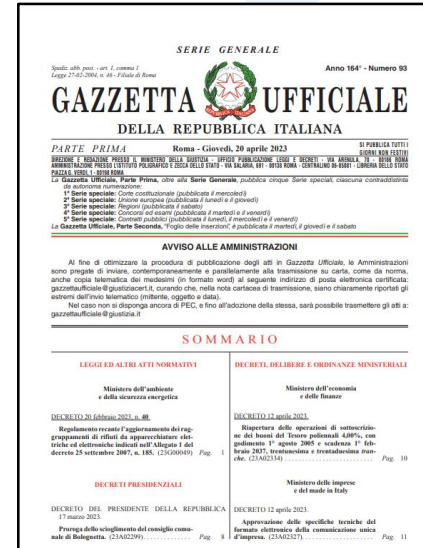 SERIE GENERALE
Spediz. abb. post. - art. 1, comma 1
Legge 27-02-2004, n. 46 - Filiale di Roma
Anno 164° - Numero 93
GAZZETTA UFFICIALE
DELLA REPUBBLICA ITALIANA
PARTE PRIMA
Roma - Giovedì, 20 aprile 2023
SI PUBBLICA TUTTI I
GIORNI NON FESTIVI
DIREZIONE E REDAZIONE PRESSO IL MINISTERO DELLA GIUSTIZIA - UFFICIO PUBBLICAZIONE LEGGI E DECRETI - VIA ARENULA, 70 - 00186 ROMA
AMMINISTRAZIONE PRESSO L'ISTITUTO POLIGRAFICO E ZECCA DELLO STATO - VIA SALARIA, 691 - 00138 ROMA - CENTRALINO 06-85081 - LIBRERIA DELLO STATO
PIAZZA G. VERDI, 1 - 00198 ROMA
La Gazzetta Ufficiale, Parte Prima, oltre alla Serie Generale, pubblica cinque Serie speciali, ciascuna contraddistinta
da autonoma numerazione:
1ª Serie speciale: Corte costituzionale (pubblicata il mercoledì)
2ª Serie speciale: Unione europea (pubblicata il lunedì e il giovedì)
3ª Serie speciale: Regioni (pubblicata il sabato)
4ª Serie speciale: Concorsi ed esami (pubblicata il martedì e il venerdì)
5ª Serie speciale: Contratti pubblici (pubblicata il lunedì, il mercoledì e il venerdì)
La Gazzetta Ufficiale, Parte Seconda, "Foglio delle inserzioni", è pubblicata il martedì, il giovedì e il sabato
AVVISO ALLE AMMINISTRAZIONI
Al fine di ottimizzare la procedura di pubblicazione degli atti in Gazzetta Ufficiale, le Amministrazioni
sono pregate di inviare, contemporaneamente e parallelamente alla trasmissione su carta, come da norma,
anche copia telematica dei medesimi (in formato word) al seguente indirizzo di posta elettronica certificata:
gazzettaufficiale@giustiziacert.it, curando che, nella nota cartacea di trasmissione, siano chiaramente riportati gli
estremi dell'invio telematico (mittente, oggetto e data).
Nel caso non si disponga ancora di PEC, e fino all'adozione della stessa, sarà possibile trasmettere gli atti a:
gazzettaufficiale@giustizia.it
SOMMARIO
LEGGI ED ALTRI ATTI NORMATIVI
Ministero dell'ambiente
e della sicurezza energetica
DECRETO 20 febbraio 2023, n. 40.
Regolamento recante l'aggiornamento dei rag-
gruppamenti di rifiuti da apparecchiature elet-
triche ed elettroniche indicati nell'Allegato 1 del
decreto 25 settembre 2007, n. 185. (23G00049) Pag. 1
DECRETI PRESIDENZIALI
DECRETO DEL PRESIDENTE DELLA REPUBBLICA
17 marzo 2023.
Proroga dello scioglimento del consiglio comu-
nale di Bolognetta. (23A02299). . . . . . . . . . . Pag. 8
DECRETI, DELIBERE E ORDINANZE MINISTERIALI
Ministero dell'economia
e delle finanze
DECRETO 12 aprile 2023.
Riapertura delle operazioni di sottoscrizio-
ne dei buoni del Tesoro poliennali 4,00%, con
godimento 1° agosto 2005 e scadenza 1° feb-
braio 2037, trentunesima e trentaduesima tran-
che. (23A02334) . . . . . . . . . . . . . . . . . . . . Pag. 10
Ministero delle imprese
e del made in Italy
DECRETO 12 aprile 2023.
Approvazione delle specifiche tecniche del
formato elettronico della comunicazione unica
d'impresa. (23A02327). . . . . . . . . . . . . . . . Pag. 11